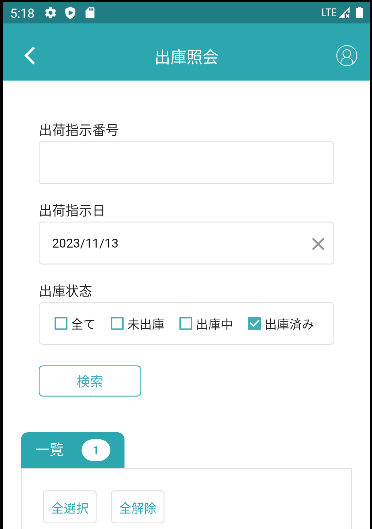 5:18 LTE
出庫照会
出荷指示番号
出荷指示日
2023/11/13
出庫状态
全て 未出庫 出庫中 出庫済み
検索
一覧 1
全選択 全解除